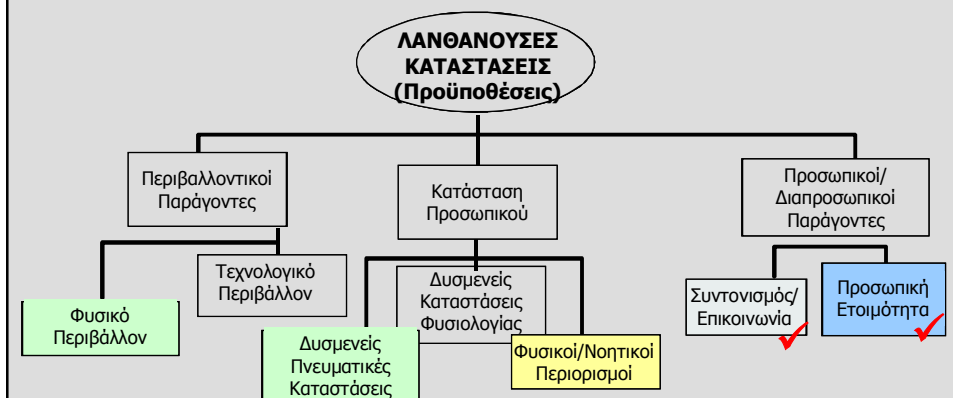 ΛΑΝΘΑΝΟΥΣΕΣ
ΚΑΤΑΣΤΑΣΕΙΣ
(Προϋποθέσεις)
Περιβαλλοντικοί
Παράγοντες
Κατάσταση
Προσωπικού
Προσωπικοί/
Διαπροσωπικοί
Παράγοντες
Φυσικό
Περιβάλλον
Τεχνολογικό
Περιβάλλον
Δυσμενείς
Πνευματικές
Καταστάσεις
Δυσμενείς
Καταστάσεις
Φυσιολογίας
Φυσικοί/Νοητικοί
Περιορισμοί
Συντονισμός/
Επικοινωνία
Προσωπική
Ετοιμότητα